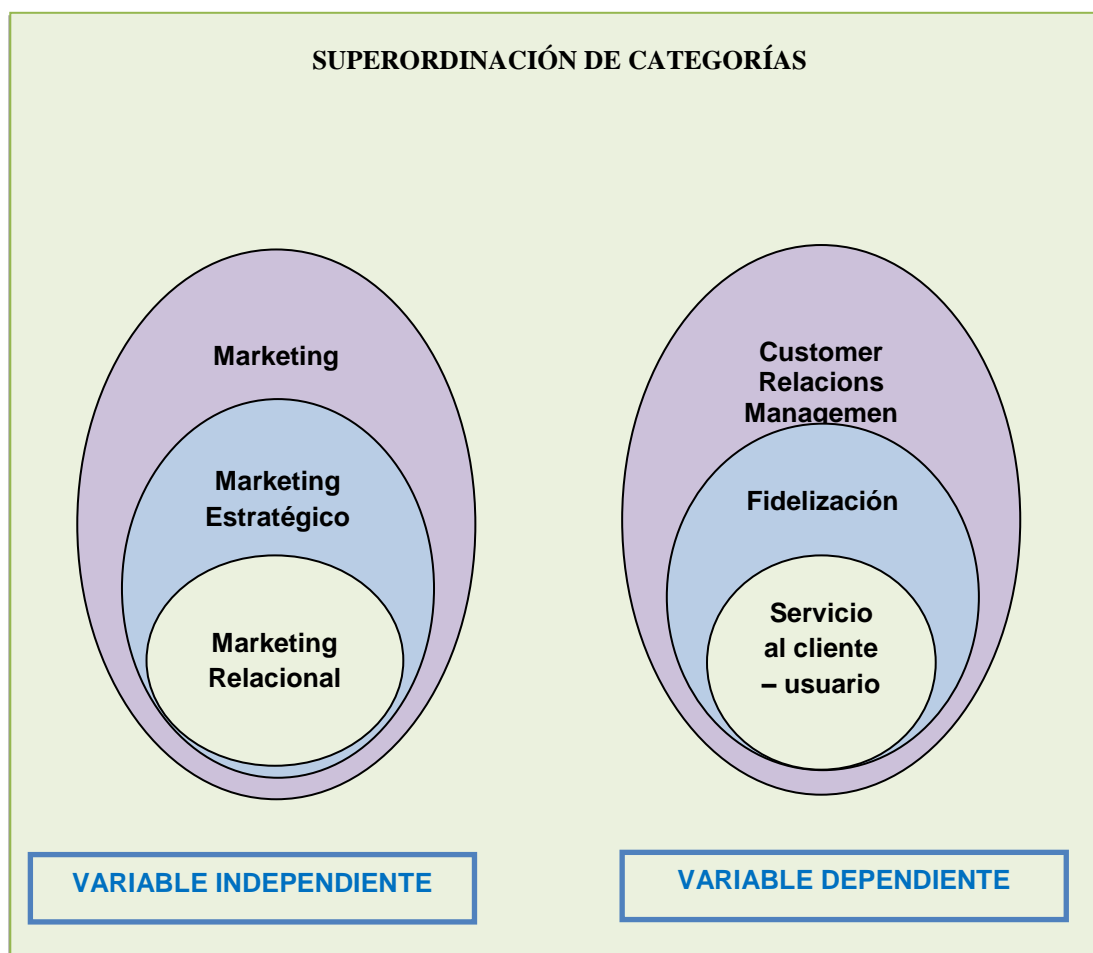 SUPERORDINACIÓN DE CATEGORÍAS
Marketing
Marketing
Estratégico
Marketing
Relacional
VARIABLE INDEPENDIENTE
Customer
Relacions
Managemen
Fidelización
Servicio
al cliente
– usuario
VARIABLE DEPENDIENTE